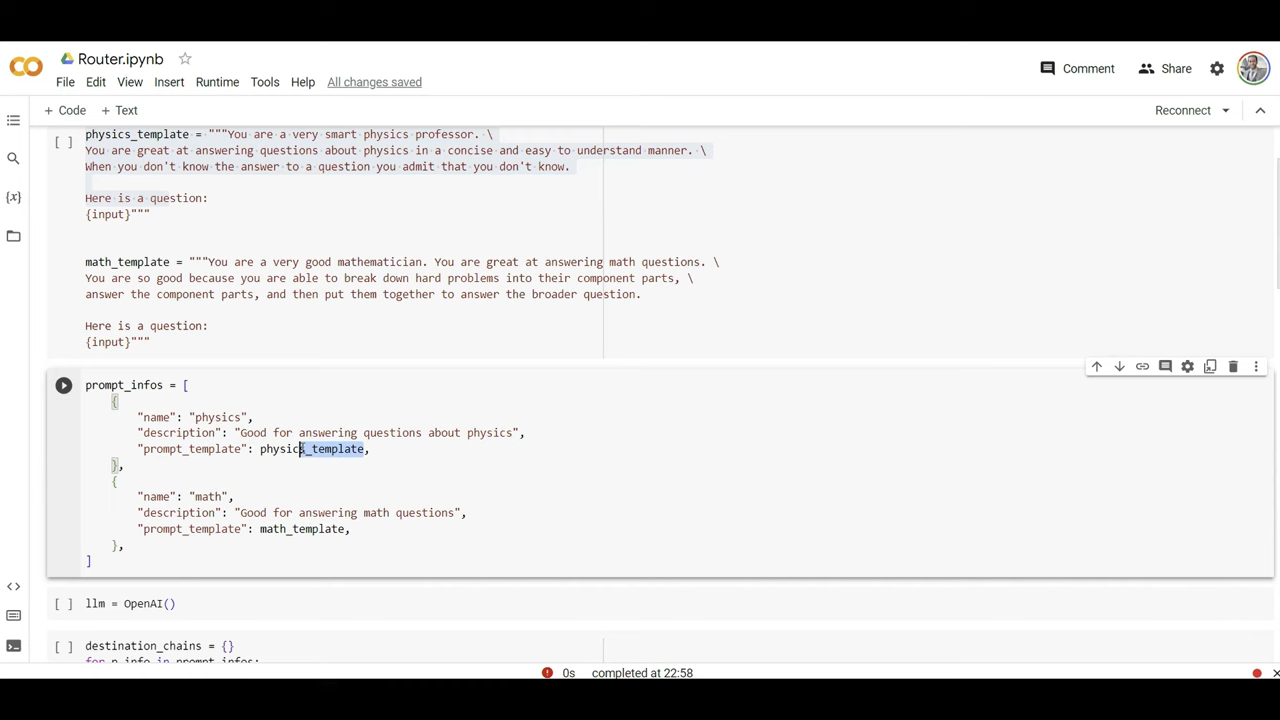 Router.ipynb
File Edit View Insert Runtime Tools Help All changes saved
Comment Share
+ Code + Text Reconnect
physics_template = """You are a very smart physics professor. \
[ ]
You are great at answering questions about physics in a concise and easy to understand manner. \
When you don't know the answer to a question you admit that you don't know.
{x}
Here is a question:
{input}"""
math_template = """You are a very good mathematician. You are great at answering math questions. \
You are so good because you are able to break down hard problems into their component parts, \
answer the component parts, and then put them together to answer the broader question.
Here is a question:
{input}"""
prompt_infos = [
{
"name": "physics",
"description": "Good for answering questions about physics",
"prompt_template": physics_template,
},
{
"name": "math",
"description": "Good for answering math questions",
"prompt_template": math_template,
},
]
[ ] llm = OpenAI()
[ ] destination_chains = {}
for p_info in prompt_infos:
0s completed at 22:58